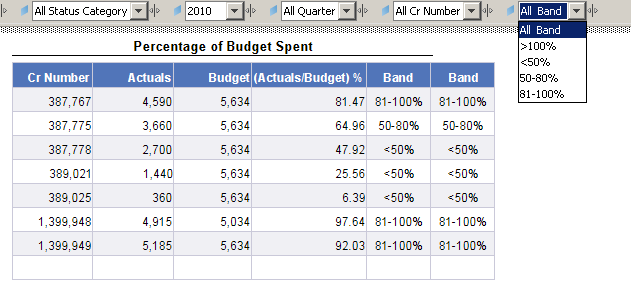 All Status Category 2010 All Quarter All Cr Number All Band
All Band
>100%
<50%
50-80%
81-100%
Percentage of Budget Spent
Cr Number Actuals Budget (Actuals/Budget) % Band Band
387,767 4,590 5,634 81.47 81-100% 81-100%
387,775 3,660 5,634 64.96 50-80% 50-80%
387,778 2,700 5,634 47.92 <50% <50%
389,021 1,440 5,634 25.56 <50% <50%
389,025 360 5,634 6.39 <50% <50%
1,399,948 4,915 5,034 97.64 81-100% 81-100%
1,399,949 5,185 5,634 92.03 81-100% 81-100%